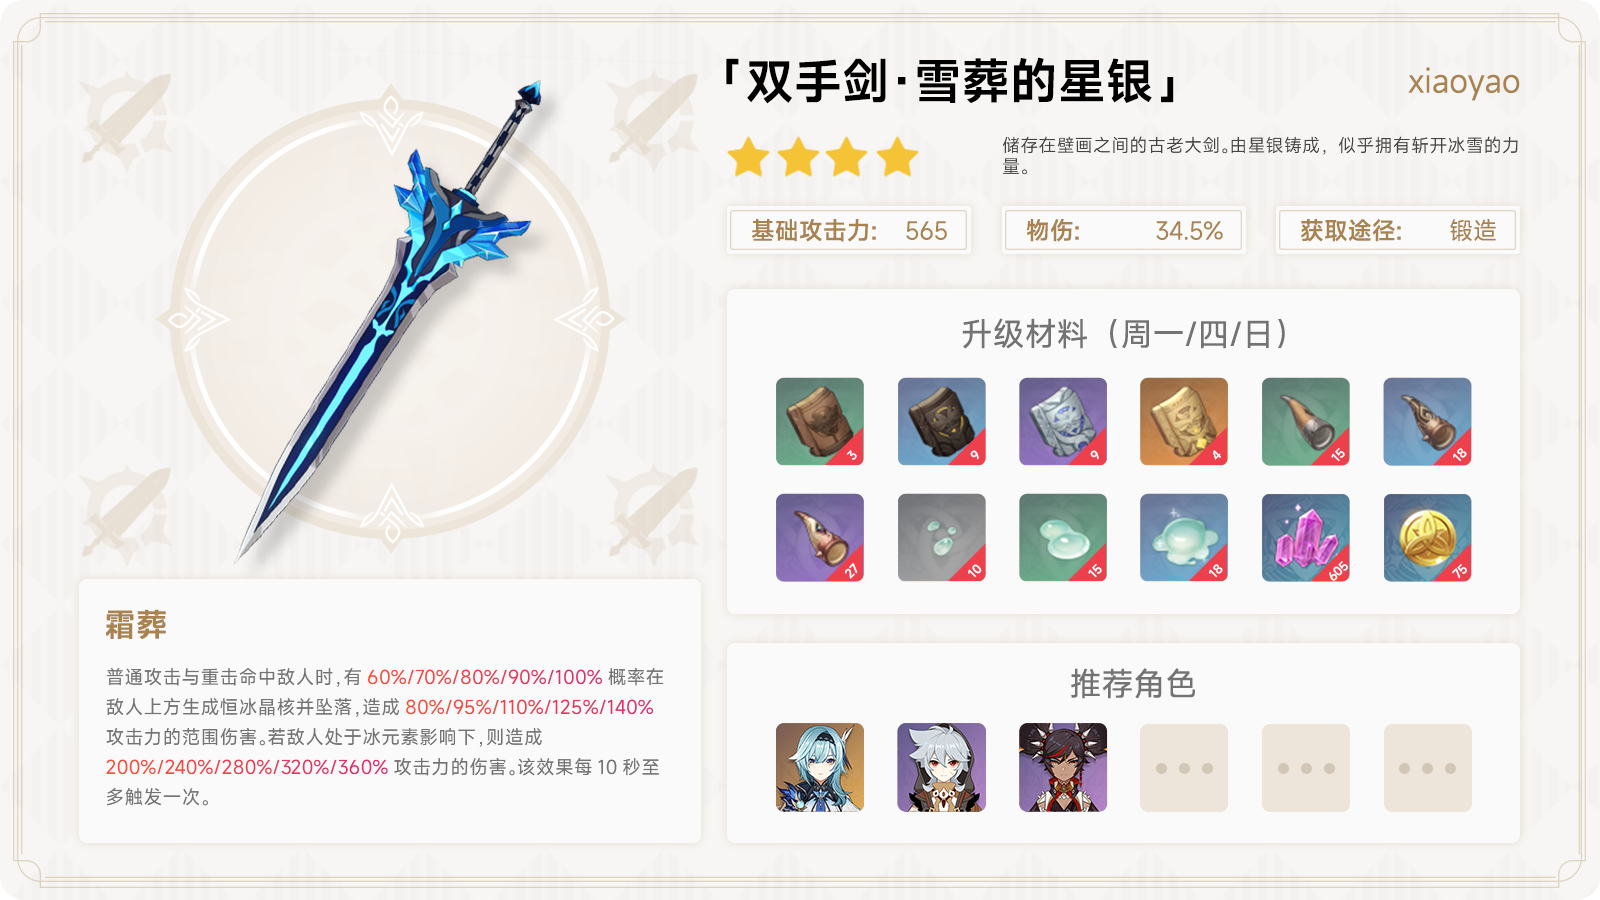 「双手剑·雪葬的星银」
xiaoyao
储存在壁画之间的古老大剑。由星银铸成，似乎拥有斩开冰雪的力
量。
基础攻击力: 565
物伤: 34.5%
获取途径: 锻造
升级材料（周一/四/日）
3 9 9 4 15 18
27 10 15 18 605 75
霜葬
普通攻击与重击命中敌人时,有 60%/70%/80%/90%/100% 概率在
敌人上方生成恒冰晶核并坠落,造成 80%/95%/110%/125%/140%
攻击力的范围伤害。若敌人处于冰元素影响下,则造成
200%/240%/280%/320%/360% 攻击力的伤害。该效果每 10 秒至
多触发一次。
推荐角色